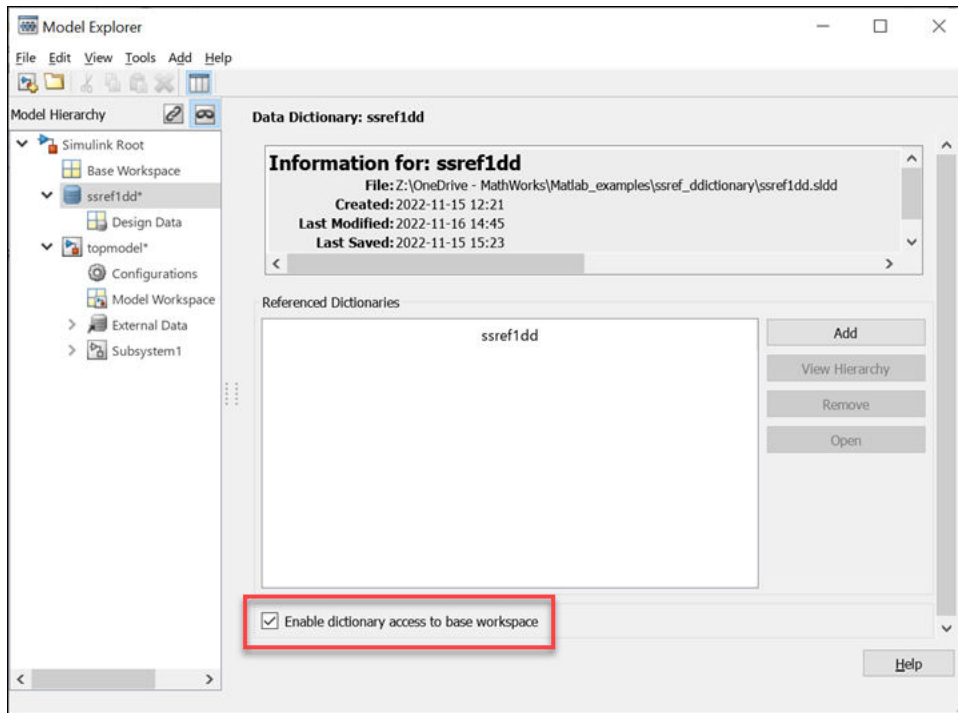 Model Explorer
File Edit View Tools Add Help
Model Hierarchy
Simulink Root
Base Workspace
ssref1dd*
Design Data
topmodel*
Configurations
Model Workspace
External Data
Subsystem1
Data Dictionary: ssref1dd
Information for: ssref1dd
File: Z:\OneDrive - MathWorks\Matlab_examples\ssref_ddictionary\ssref1dd.sldd
Created: 2022-11-15 12:21
Last Modified: 2022-11-16 14:45
Last Saved: 2022-11-15 15:23
Referenced Dictionaries
ssref1dd
Add
View Hierarchy
Remove
Open
Enable dictionary access to base workspace
Help